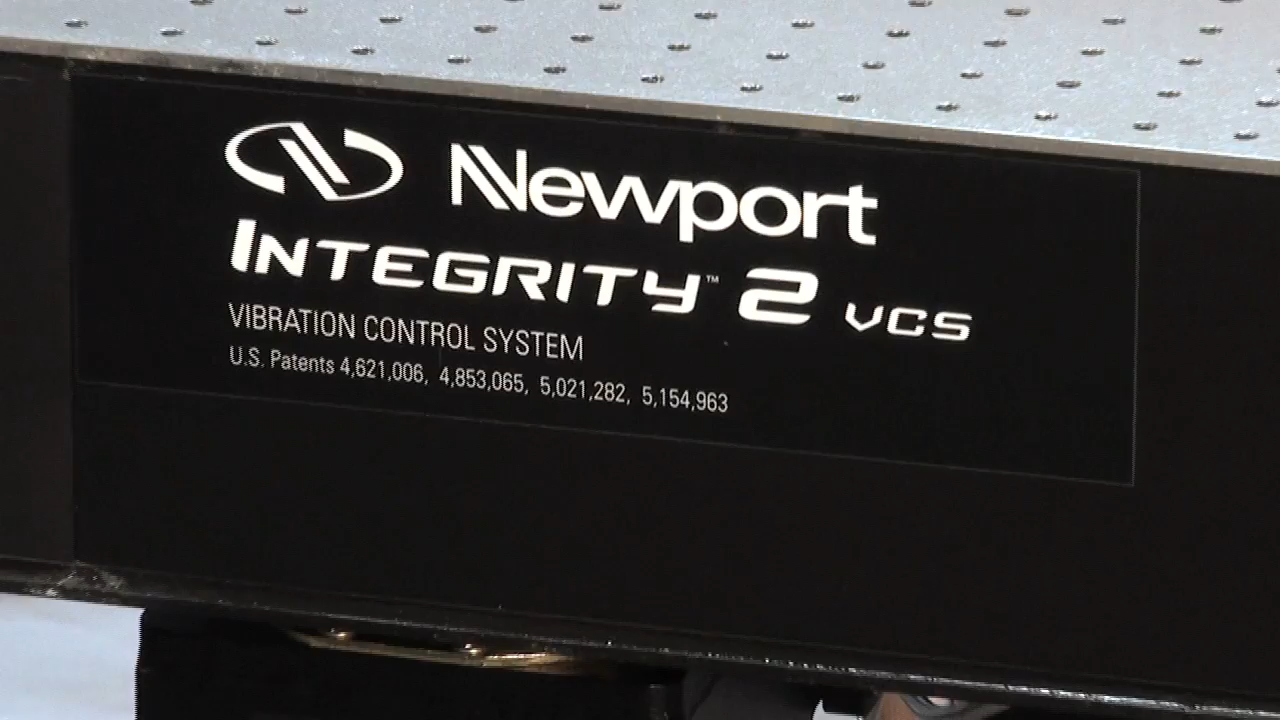 Newport
INTEGRITY™ 2 VCS
VIBRATION CONTROL SYSTEM
U.S. Patents 4,621,006, 4,853,065, 5,021,282, 5,154,963